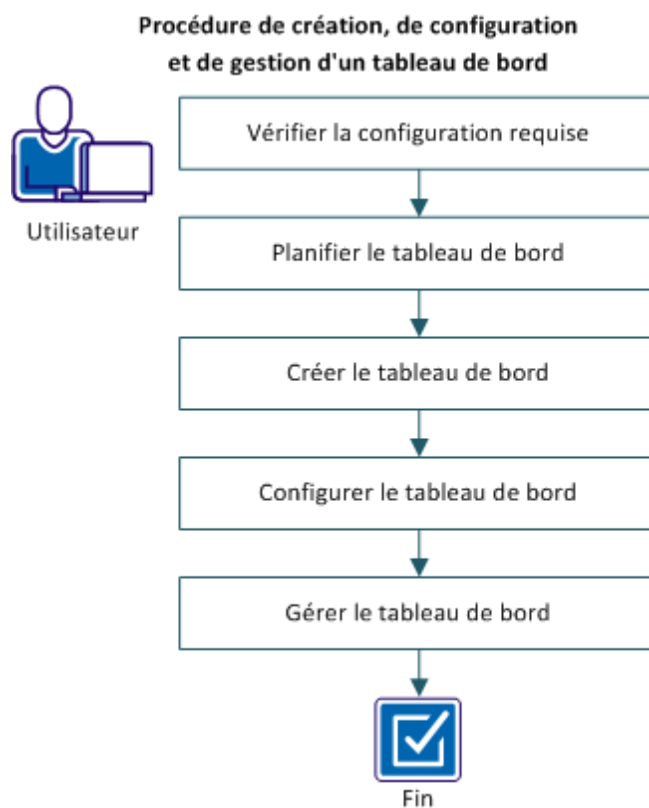 Procédure de création, de configuration
et de gestion d'un tableau de bord
Vérifier la configuration requise
Utilisateur
Planifier le tableau de bord
Créer le tableau de bord
Configurer le tableau de bord
Gérer le tableau de bord
Fin